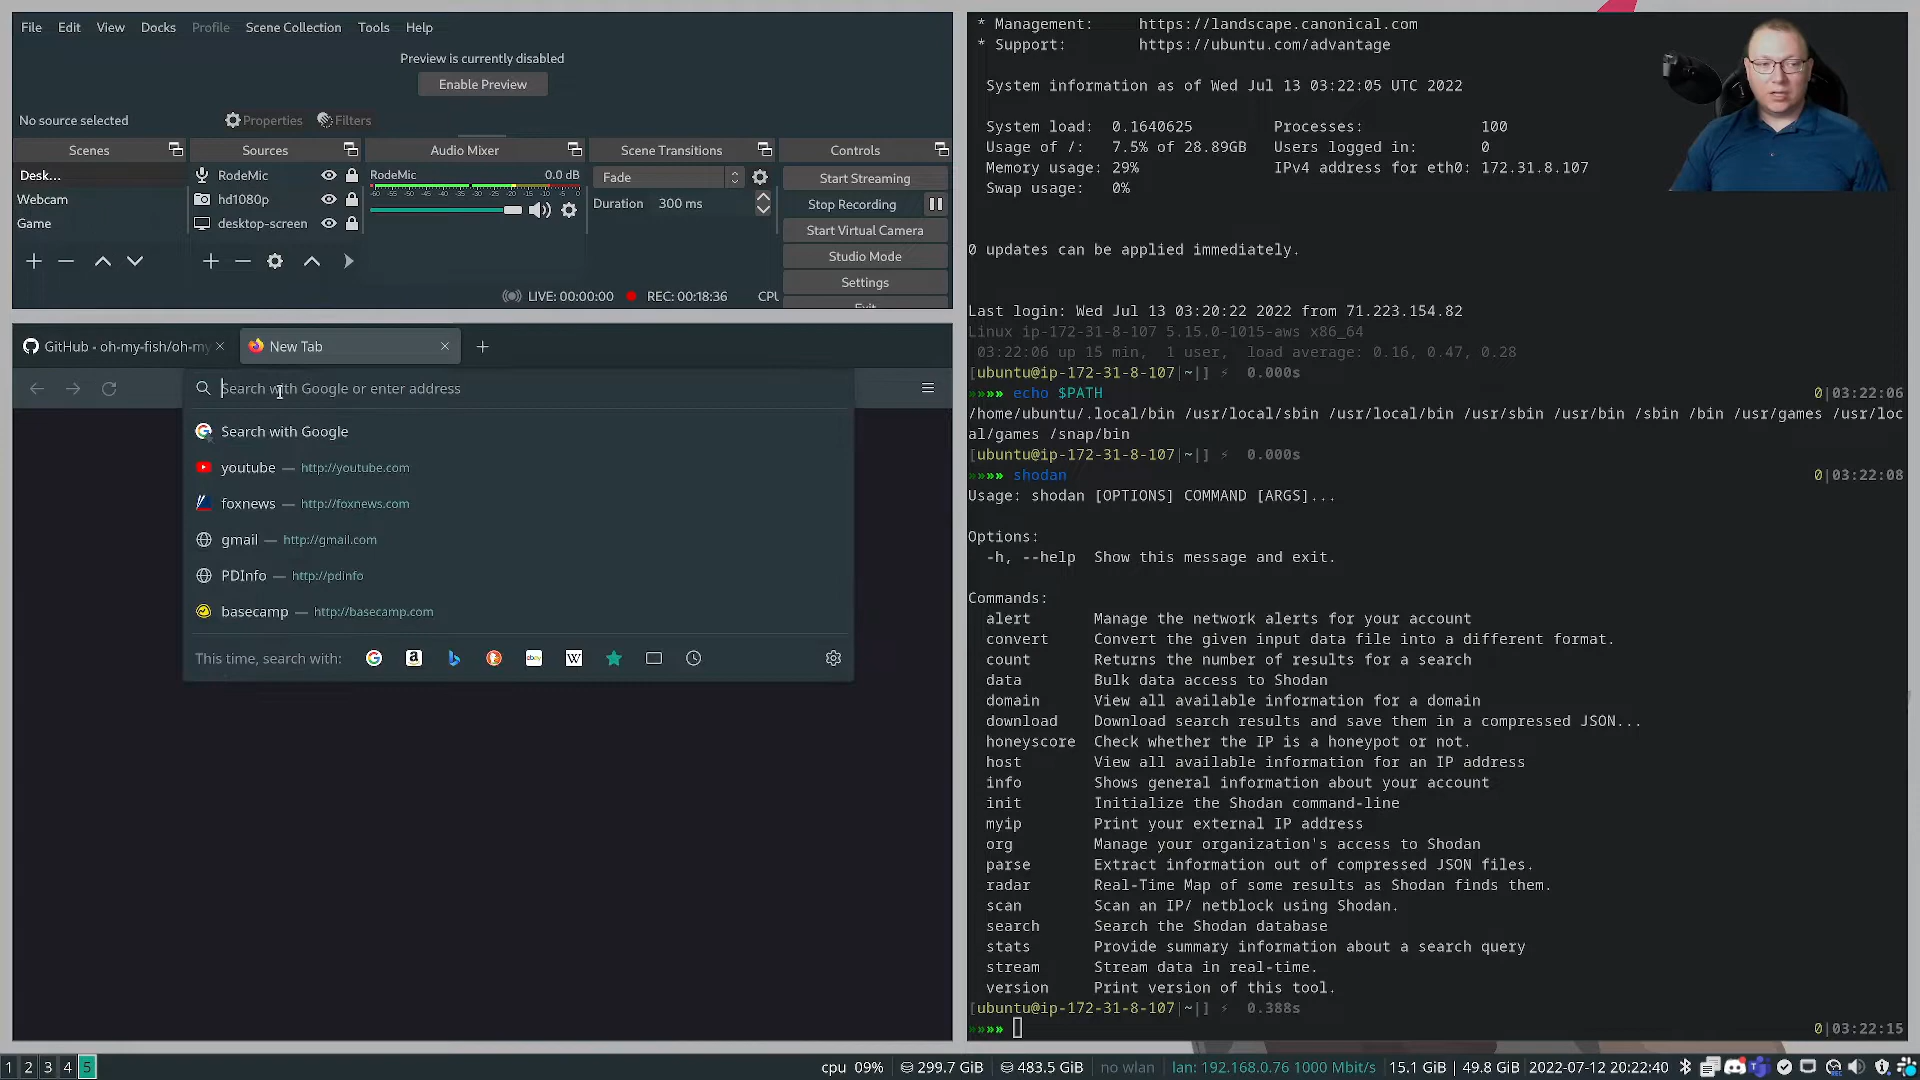 File Edit View Docks Profile Scene Collection Tools Help
Preview is currently disabled
Enable Preview
No source selected Properties Filters
Scenes Sources Audio Mixer Scene Transitions Controls
Desk...
Webcam
Game
RodeMic
hd1080p
desktop-screen
RodeMic 0.0 dB
-60 -55 -50 -45 -40 -35 -30 -25 -20 -15 -10 -5 0
Fade
Duration 300 ms
Start Streaming
Stop Recording
Start Virtual Camera
Studio Mode
Settings
LIVE: 00:00:00 REC: 00:18:36 CPU
GitHub - oh-my-fish/oh-my New Tab
Search with Google or enter address
Search with Google
youtube — http://youtube.com
foxnews — http://foxnews.com
gmail — http://gmail.com
PDInfo — http://pdinfo
basecamp — http://basecamp.com
This time, search with:
* Management: https://landscape.canonical.com
* Support: https://ubuntu.com/advantage
System information as of Wed Jul 13 03:22:05 UTC 2022
System load: 0.1640625 Processes: 100
Usage of /: 7.5% of 28.89GB Users logged in: 0
Memory usage: 29% IPv4 address for eth0: 172.31.8.107
Swap usage: 0%
0 updates can be applied immediately.
Last login: Wed Jul 13 03:20:22 2022 from 71.223.154.82
Linux ip-172-31-8-107 5.15.0-1015-aws x86_64
03:22:06 up 15 min, 1 user, load average: 0.16, 0.47, 0.28
[ubuntu@ip-172-31-8-107|~|] ⚡ 0.000s
»»»» echo $PATH 0|03:22:06
/home/ubuntu/.local/bin /usr/local/sbin /usr/local/bin /usr/sbin /usr/bin /sbin /bin /usr/games /usr/loc
al/games /snap/bin
[ubuntu@ip-172-31-8-107|~|] ⚡ 0.000s
»»»» shodan 0|03:22:08
Usage: shodan [OPTIONS] COMMAND [ARGS]...
Options:
-h, --help Show this message and exit.
Commands:
alert Manage the network alerts for your account
convert Convert the given input data file into a different format.
count Returns the number of results for a search
data Bulk data access to Shodan
domain View all available information for a domain
download Download search results and save them in a compressed JSON...
honeyscore Check whether the IP is a honeypot or not.
host View all available information for an IP address
info Shows general information about your account
init Initialize the Shodan command-line
myip Print your external IP address
org Manage your organization's access to Shodan
parse Extract information out of compressed JSON files.
radar Real-Time Map of some results as Shodan finds them.
scan Scan an IP/ netblock using Shodan.
search Search the Shodan database
stats Provide summary information about a search query
stream Stream data in real-time.
version Print version of this tool.
[ubuntu@ip-172-31-8-107|~|] ⚡ 0.388s
»»»» 0|03:22:15
1 2 3 4 5 cpu 09% 299.7 GiB 483.5 GiB no wlan lan: 192.168.0.76 1000 Mbit/s 15.1 GiB 49.8 GiB 2022-07-12 20:22:40